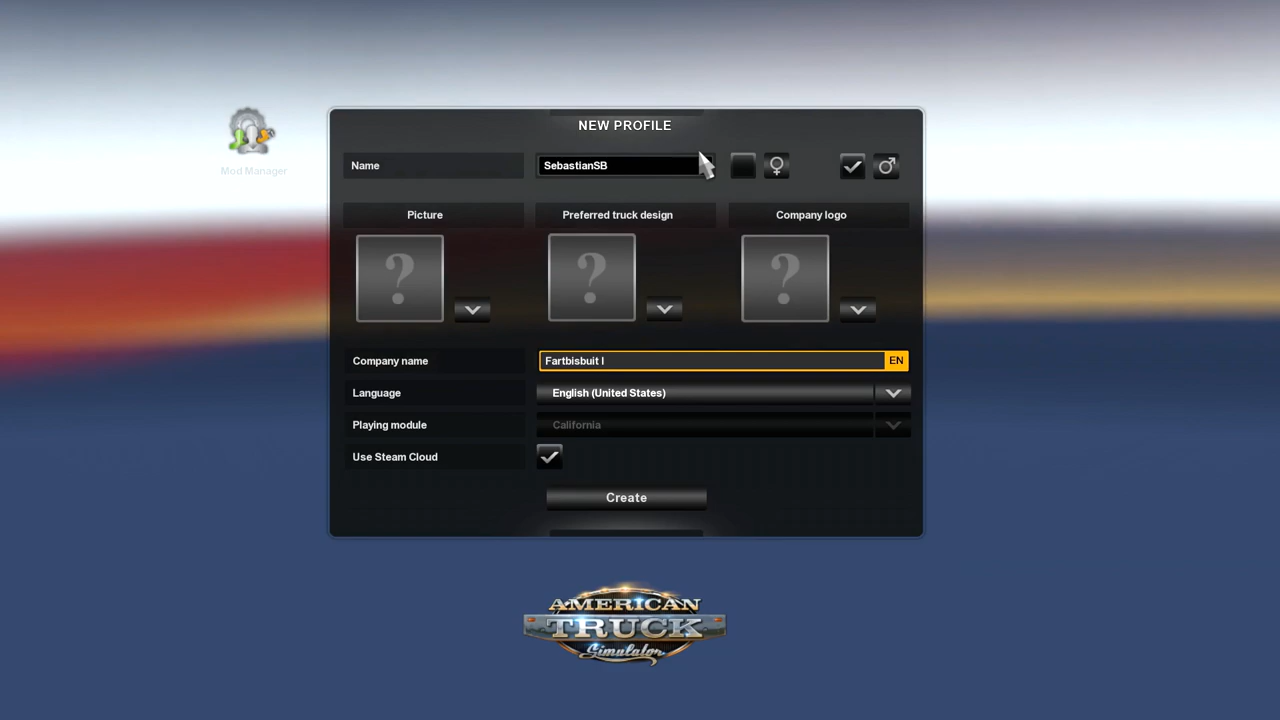 Mod Manager
NEW PROFILE
Name SebastianSB
Picture Preferred truck design Company logo
? ? ?
Company name Fartbisbuit I EN
Language English (United States)
Playing module California
Use Steam Cloud
Create
AMERICAN
TRUCK
Simulator